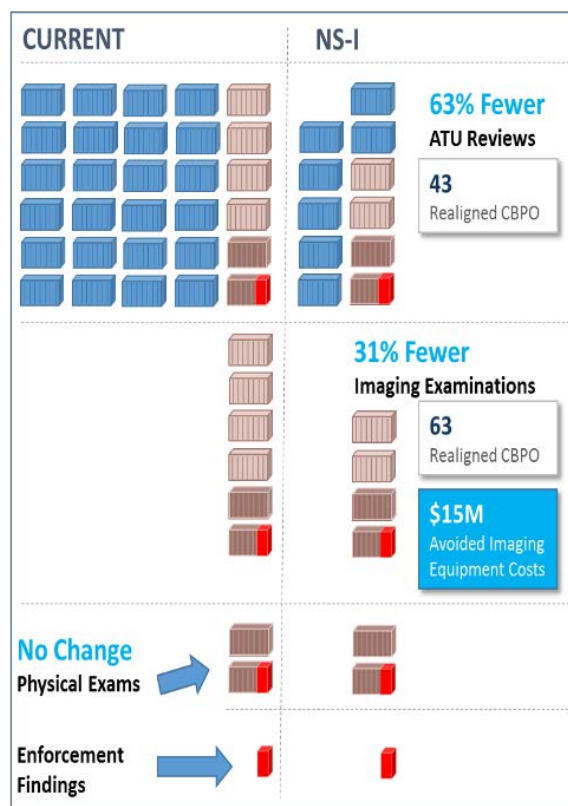 CURRENT
NS-I
63% Fewer
ATU Reviews
43
Realigned CBPO
31% Fewer
Imaging Examinations
63
Realigned CBPO
$15M
Avoided Imaging
Equipment Costs
No Change
Physical Exams
Enforcement
Findings